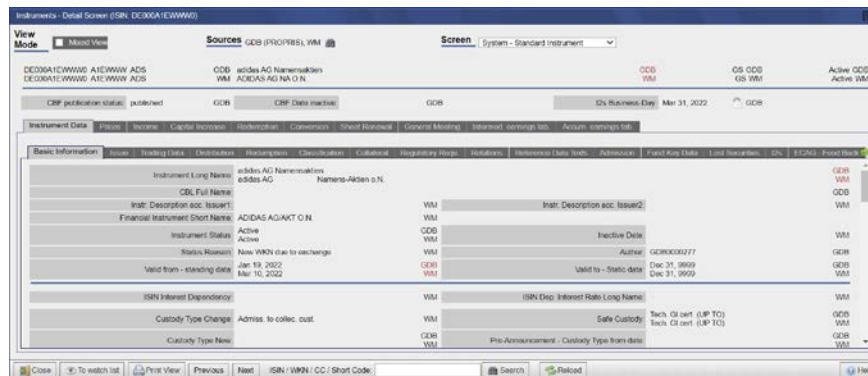 Instruments - Detail Screen (ISIN: DE000A1EWWW0)
View Mode Mixed View Sources GDB (PROPRIS), WM Screen System - Standard Instrument
DE000A1EWWW0 A1EWWW ADS GDB adidas AG Namensaktien GDB GS GDB Active GDB
DE000A1EWWW0 A1EWWW ADS WM ADIDAS AG NA O.N. WM GS WM Active WM
CBF publication status: published GDB CBF Date inactive: GDB I2s Business-Day: Mar 31, 2022 GDB
Instrument Data Prices Income Capital Increase Redemption Conversion Sheet Renewal General Meeting Intermed. earnings tab. Accum. earnings tab.
Basic Information Issue Trading Data Distribution Redemption Classification Collateral Regulatory Reqs. Relations Reference Data Texts Admission Fund Key Data Lost Securities I2s ECAG - Feed Back
Instrument Long Name: adidas AG Namensaktien GDB
adidas AG Namens-Aktien o.N. WM
CBL Full Name: GDB
Instr. Description acc. Issuer1: WM Instr. Description acc. Issuer2: WM
Financial Instrument Short Name: ADIDAS AG/AKT O.N. WM
Instrument Status: Active GDB Inactive Date: WM
Active WM
Status Reason: New WKN due to exchange WM Author: GDB0000277 GDB
Valid from - standing data: Jan 19, 2022 GDB Valid to - Static data: Dec 31, 9999 GDB
Mar 10, 2022 WM Dec 31, 9999 WM
ISIN Interest Dependency: WM ISIN Dep. Interest Rate Long Name: WM
Custody Type Change: Admiss. to collec. cust. WM Safe Custody: Tech. Gl.cert. (UP TO) GDB
Tech. Gl.cert. (UP TO) WM
Custody Type New: GDB Pre-Announcement - Custody Type from date: GDB
WM WM
Close To watch list Print View Previous Next ISIN / WKN / CC / Short Code: Search Reload